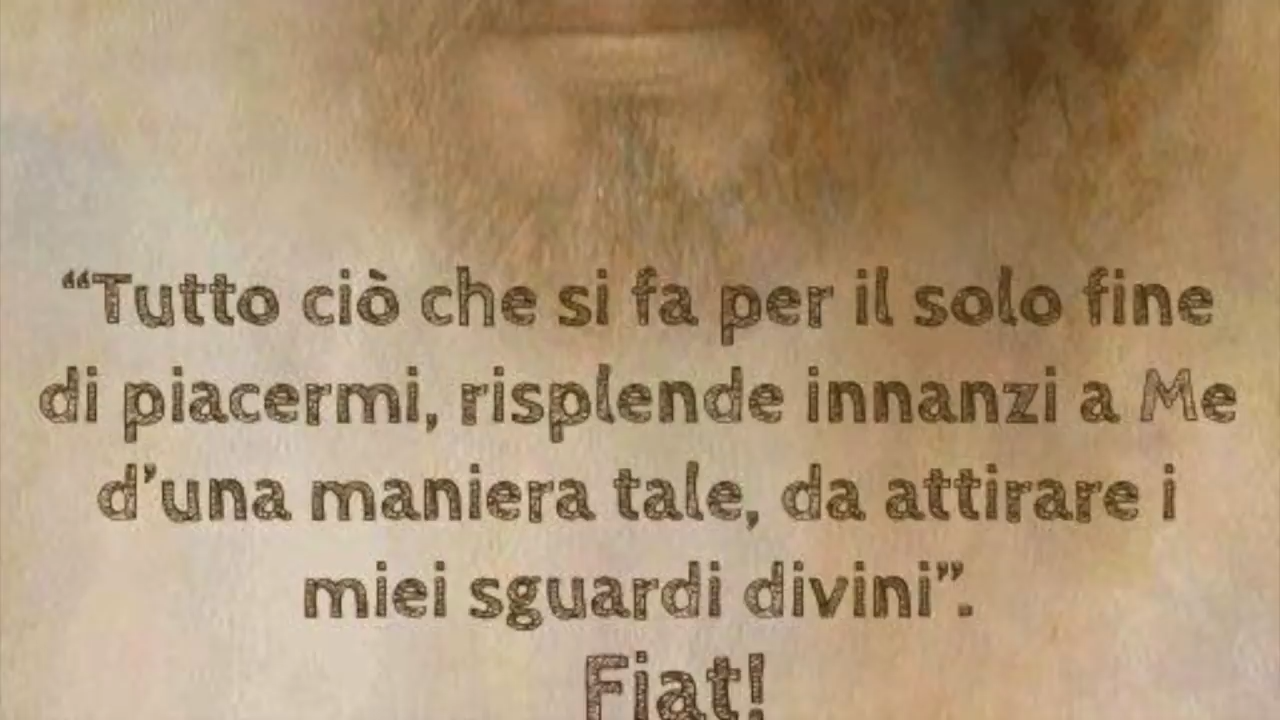 “Tutto ciò che si fa per il solo fine
di piacermi, risplende innanzi a Me
d’una maniera tale, da attirare i
miei sguardi divini”.
Fiat!